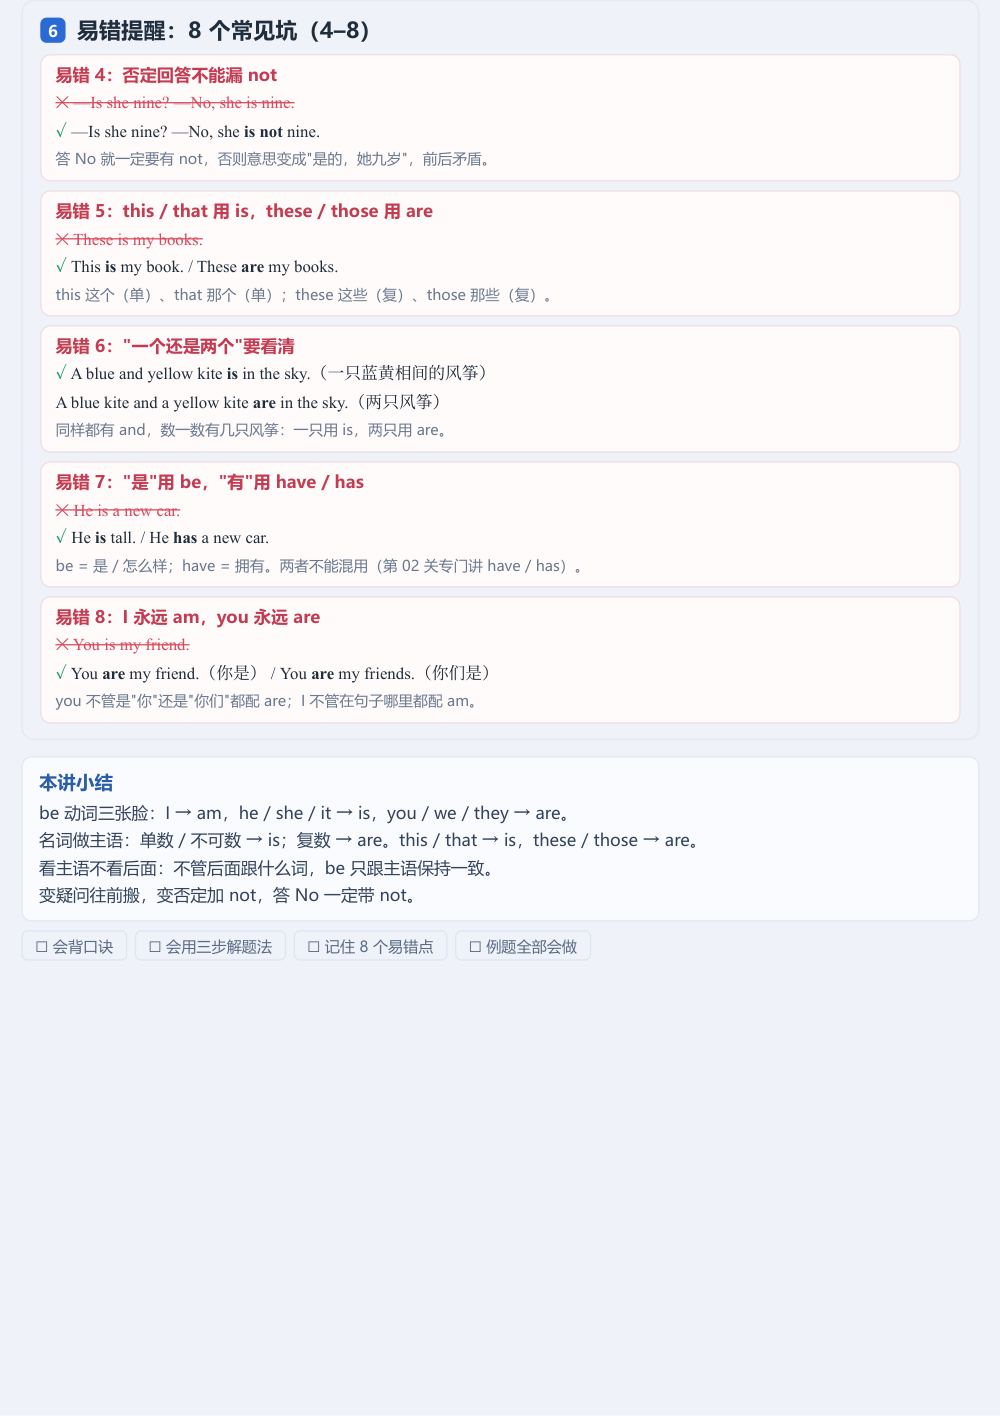 6 易错提醒：8 个常见坑（4–8）
易错 4：否定回答不能漏 not
✕ —Is she nine? —No, she is nine.
√ —Is she nine? —No, she is not nine.
答 No 就一定要有 not，否则意思变成"是的，她九岁"，前后矛盾。
易错 5：this / that 用 is，these / those 用 are
✕ These is my books.
√ This is my book. / These are my books.
this 这个（单）、that 那个（单）；these 这些（复）、those 那些（复）。
易错 6："一个还是两个"要看清
√ A blue and yellow kite is in the sky.（一只蓝黄相间的风筝）
A blue kite and a yellow kite are in the sky.（两只风筝）
同样都有 and，数一数有几只风筝：一只用 is，两只用 are。
易错 7："是"用 be，"有"用 have / has
✕ He is a new car.
√ He is tall. / He has a new car.
be = 是 / 怎么样；have = 拥有。两者不能混用（第 02 关专门讲 have / has）。
易错 8：I 永远 am，you 永远 are
✕ You is my friend.
√ You are my friend.（你是） / You are my friends.（你们是）
you 不管是"你"还是"你们"都配 are；I 不管在句子哪里都配 am。
本讲小结
be 动词三张脸：I → am，he / she / it → is，you / we / they → are。
名词做主语：单数 / 不可数 → is；复数 → are。this / that → is，these / those → are。
看主语不看后面：不管后面跟什么词，be 只跟主语保持一致。
变疑问往前搬，变否定加 not，答 No 一定带 not。
☐ 会背口诀 ☐ 会用三步解题法 ☐ 记住 8 个易错点 ☐ 例题全部会做